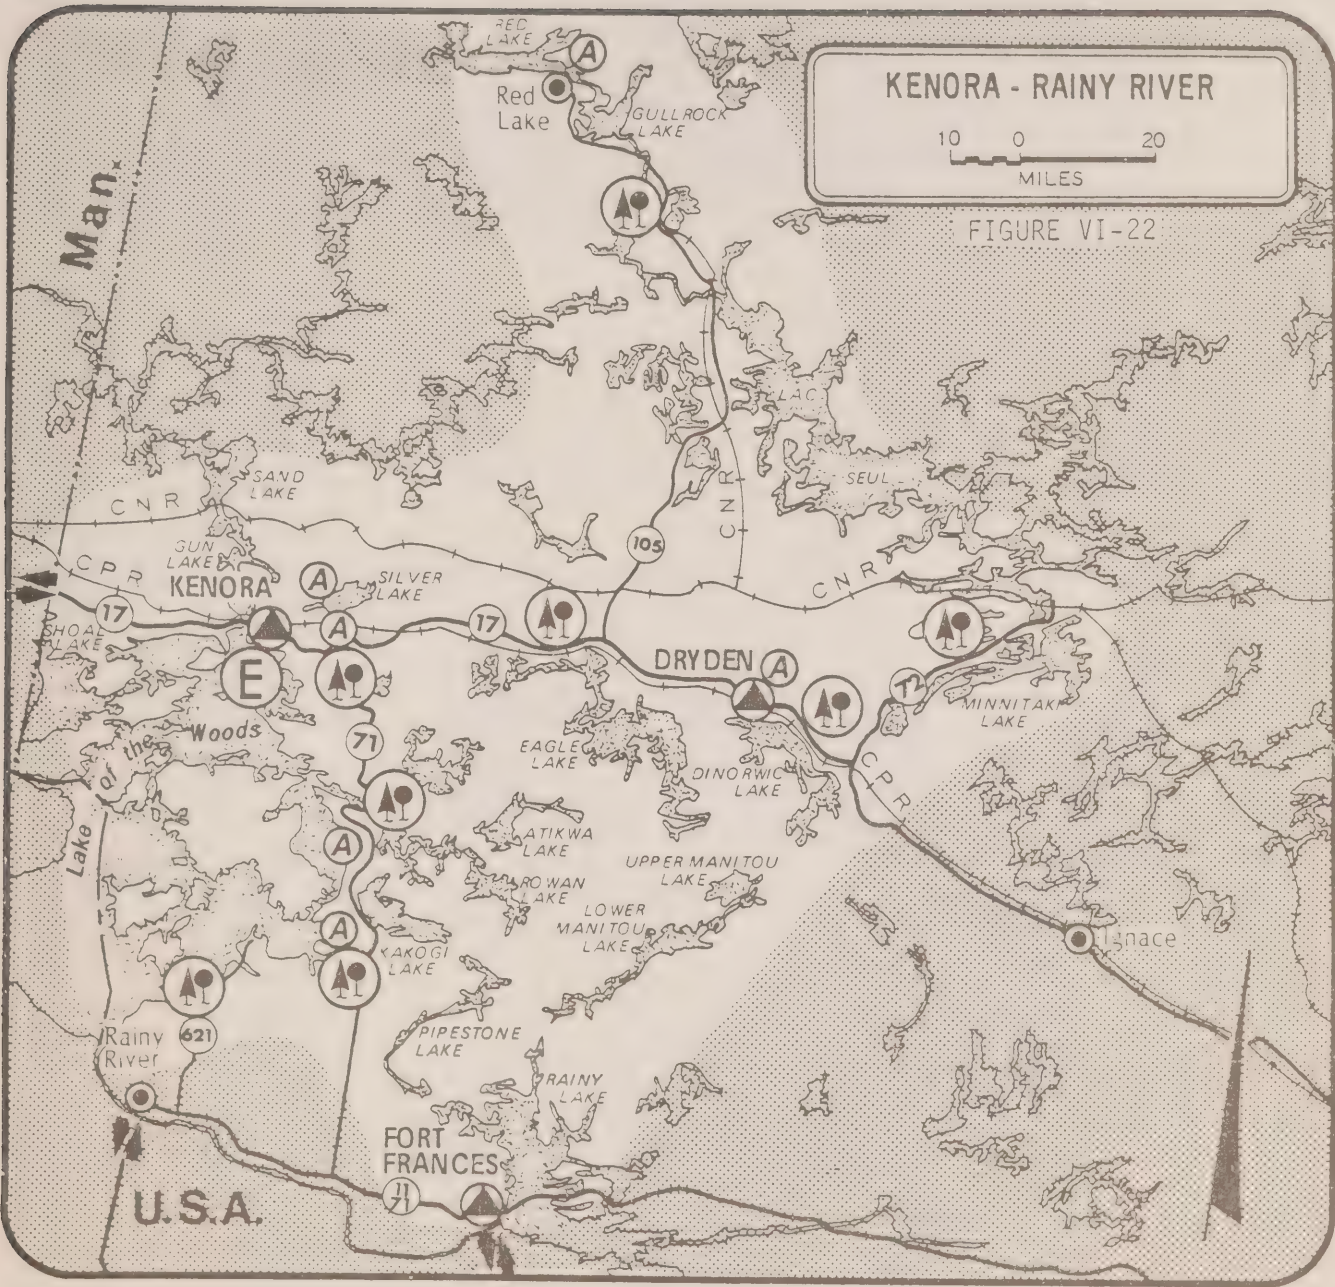 RED
LAKE
A
Red
Lake
GULLROCK
LAKE
KENORA - RAINY RIVER
10 0 20
MILES
FIGURE VI-22
Man.
LAC
SEUL
SAND
LAKE
CNR
CNR
105
GUN
LAKE
CPR
KENORA
A
SILVER
LAKE
CNR
17
A
17
SHOAL
LAKE
E
DRYDEN
A
72
MINNITAKI
LAKE
Lake of the Woods
71
EAGLE
LAKE
DINORWIC
LAKE
CPR
A
ATIKWA
LAKE
UPPER MANITOU
LAKE
ROWAN
LAKE
LOWER
MANITOU
LAKE
A
KAKOGI
LAKE
Ignace
Rainy
River
621
PIPESTONE
LAKE
RAINY
LAKE
FORT
FRANCES
11
71
U.S.A.